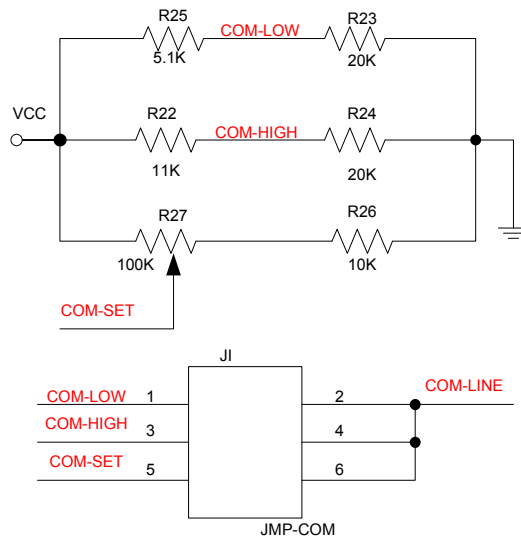 R25 COM-LOW R23
5.1K 20K
VCC
R22 COM-HIGH R24
11K 20K
R27 R26
100K 10K
COM-SET
JI
COM-LOW 1 2 COM-LINE
COM-HIGH 3 4
COM-SET 5 6
JMP-COM